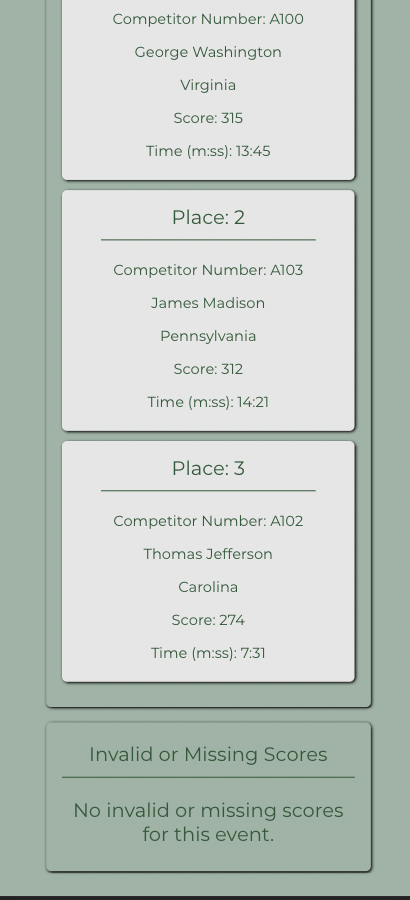 Competitor Number: A100
George Washington
Virginia
Score: 315
Time (m:ss): 13:45
Place: 2
Competitor Number: A103
James Madison
Pennsylvania
Score: 312
Time (m:ss): 14:21
Place: 3
Competitor Number: A102
Thomas Jefferson
Carolina
Score: 274
Time (m:ss): 7:31
Invalid or Missing Scores
No invalid or missing scores
for this event.